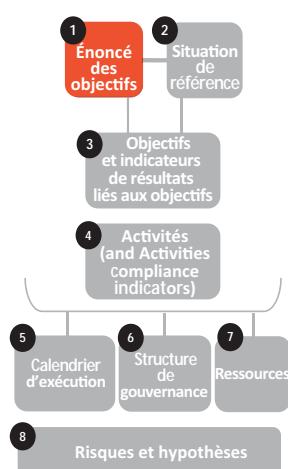 1
Énoncé
des
objectifs
2
Situation
de
référence
3
Objectifs
et indicateurs
de résultats
liés aux objectifs
4
Activités
(and Activities
compliance
indicators)
5
Calendrier
d'exécution
6
Structure
de
gouvernance
7
Ressources
8
Risques et hypothèses